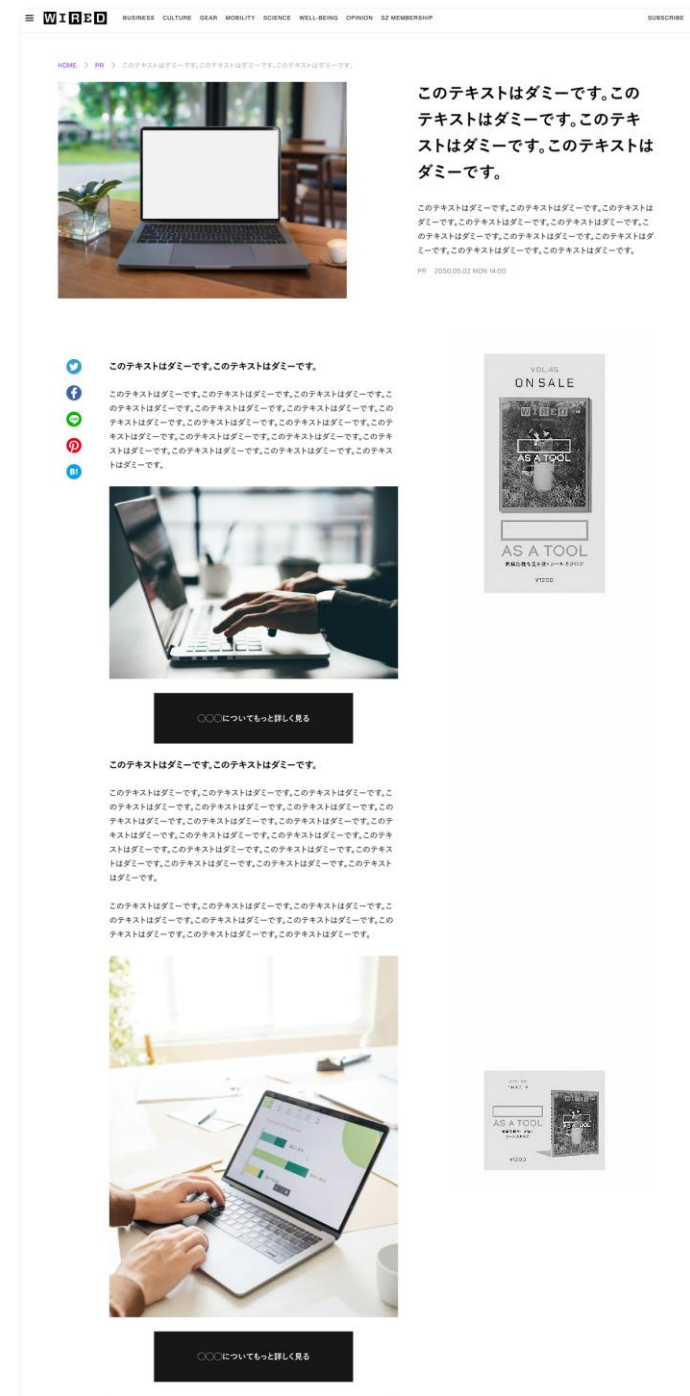 WIRED
BUSINESS CULTURE GEAR MOBILITY SCIENCE WELL-BEING OPINION SZ MEMBERSHIP
SUBSCRIBE
HOME > PR > このテキストはダミーです。このテキストはダミーです。このテキストはダミーです。
このテキストはダミーです。この
テキストはダミーです。このテキ
ストはダミーです。このテキストは
ダミーです。
このテキストはダミーです。このテキストはダミーです。このテキストは
ダミーです。このテキストはダミーです。このテキストはダミーです。こ
のテキストはダミーです。このテキストはダミーです。このテキストはダ
ミーです。このテキストはダミーです。このテキストはダミーです。
PR 2050.05.02 MON 14:00
このテキストはダミーです。このテキストはダミーです。
このテキストはダミーです。このテキストはダミーです。このテキストはダミーです。こ
のテキストはダミーです。このテキストはダミーです。このテキストはダミーです。この
テキストはダミーです。このテキストはダミーです。このテキストはダミーです。このテ
キストはダミーです。このテキストはダミーです。このテキストはダミーです。このテキ
ストはダミーです。このテキストはダミーです。このテキストはダミーです。このテキス
トはダミーです。
B!
〇〇〇についてもっと詳しく見る
このテキストはダミーです。このテキストはダミーです。
このテキストはダミーです。このテキストはダミーです。このテキストはダミーです。こ
のテキストはダミーです。このテキストはダミーです。このテキストはダミーです。この
テキストはダミーです。このテキストはダミーです。このテキストはダミーです。このテ
キストはダミーです。このテキストはダミーです。このテキストはダミーです。このテキ
ストはダミーです。このテキストはダミーです。このテキストはダミーです。このテキス
トはダミーです。このテキストはダミーです。このテキストはダミーです。このテキスト
はダミーです。
このテキストはダミーです。このテキストはダミーです。このテキストはダミーです。こ
のテキストはダミーです。このテキストはダミーです。このテキストはダミーです。この
テキストはダミーです。このテキストはダミーです。このテキストはダミーです。
〇〇〇についてもっと詳しく見る
VOL.45
ON SALE
WIRED
AS A TOOL
AS A TOOL
AS A TOOL
AS A TOOL